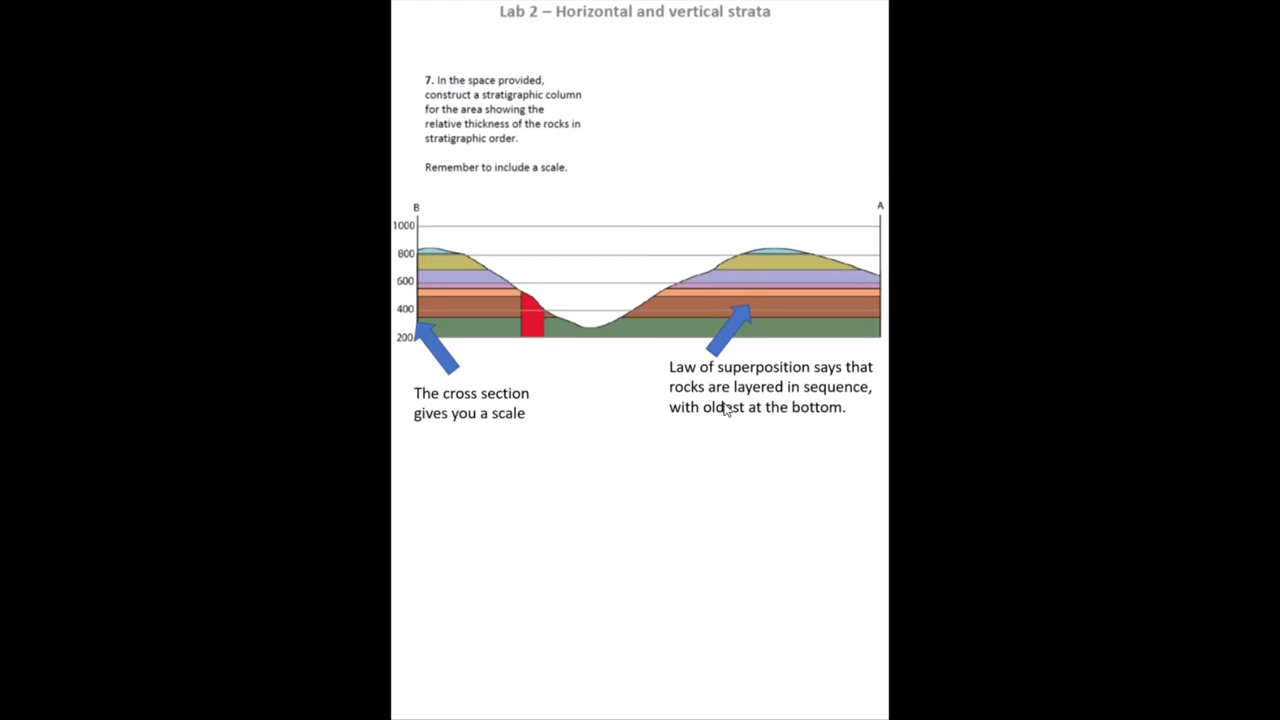 Lab 2 – Horizontal and vertical strata
7. In the space provided,
construct a stratigraphic column
for the area showing the
relative thickness of the rocks in
stratigraphic order.
Remember to include a scale.
B
A
1000
800
600
400
200
The cross section
gives you a scale
Law of superposition says that
rocks are layered in sequence,
with oldest at the bottom.